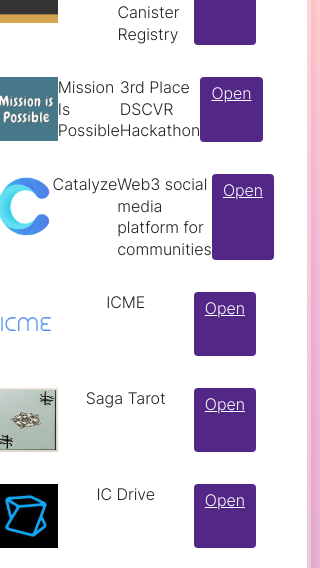 Canister
Registry
Mission is
Possible
Mission
Is
Possible
3rd Place
DSCVR
Hackathon
Open
Catalyze
Web3 social
media
platform for
communities
Open
ICME
ICME
Open
Saga Tarot
Open
IC Drive
Open